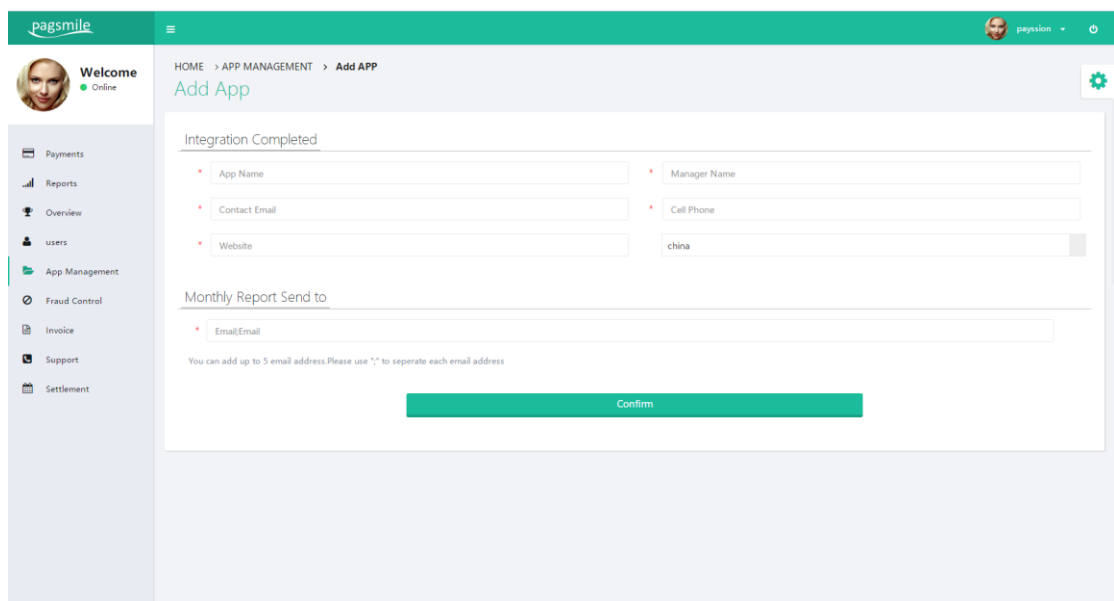 pagsmile
payssion
Welcome
Online
HOME > APP MANAGEMENT > Add APP
Add App
Payments
Reports
Overview
users
App Management
Fraud Control
Invoice
Support
Settlement
Integration Completed
* App Name
* Manager Name
* Contact Email
* Cell Phone
* Website
china
Monthly Report Send to
* Email;Email
You can add up to 5 email address.Please use ";" to seperate each email address
Confirm